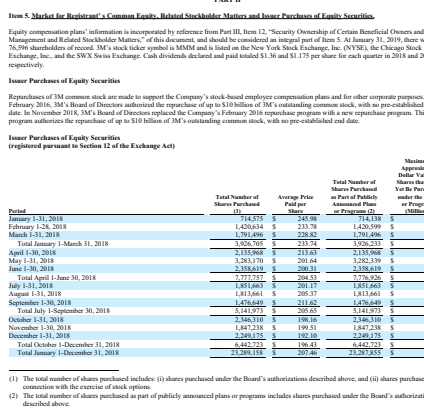 PART II
Item 5. Market for Registrant's Common Equity, Related Stockholder Matters and Issuer Purchases of Equity Securities.
Equity compensation plans' information is incorporated by reference from Part III, Item 12, "Security Ownership of Certain Beneficial Owners and
Management and Related Stockholder Matters," of this document, and should be considered an integral part of Item 5. At January 31, 2019, there w
76,596 shareholders of record. 3M's stock ticker symbol is MMM and is listed on the New York Stock Exchange, Inc. (NYSE), the Chicago Stock
Exchange, Inc., and the SWX Swiss Exchange. Cash dividends declared and paid totaled $1.36 and $1.175 per share for each quarter in 2018 and 20
respectively.
Issuer Purchases of Equity Securities
Repurchases of 3M common stock are made to support the Company's stock-based employee compensation plans and for other corporate purposes.
February 2016, 3M's Board of Directors authorized the repurchase of up to $10 billion of 3M's outstanding common stock, with no pre-established
date. In November 2018, 3M's Board of Directors replaced the Company's February 2016 repurchase program with a new repurchase program. Thi
program authorizes the repurchase of up to $10 billion of 3M's outstanding common stock, with no pre-established end date.
Issuer Purchases of Equity Securities
(registered pursuant to Section 12 of the Exchange Act)
Maximu
Approxim
Total Number of Dollar Val
Shares Purchased Shares tha
Total Number of Average Price as Part of Publicly Yet Be Purc
Shares Purchased Paid per Announced Plans under the
Period (1) Share or Programs (2) (Million
January 1-31, 2018 714,575 $ 245.98 714,138 $
February 1-28, 2018 1,420,634 $ 233.78 1,420,599 $
March 1-31, 2018 1,791,496 $ 228.82 1,791,496 $
Total January 1-March 31, 2018 3,926,705 $ 233.74 3,926,233 $
April 1-30, 2018 2,135,968 $ 213.63 2,135,968 $
May 1-31, 2018 3,283,170 $ 201.64 3,282,339 $
June 1-30, 2018 2,358,619 $ 200.31 2,358,619 $
Total April 1-June 30, 2018 7,777,757 $ 204.53 7,776,926 $
July 1-31, 2018 1,851,663 $ 201.17 1,851,663 $
August 1-31, 2018 1,813,661 $ 205.37 1,813,661 $
September 1-30, 2018 1,476,649 $ 211.62 1,476,649 $
Total July 1-September 30, 2018 5,141,973 $ 205.65 5,141,973 $
October 1-31, 2018 2,346,310 $ 198.16 2,346,310 $
November 1-30, 2018 1,847,238 $ 199.51 1,847,238 $
December 1-31, 2018 2,249,175 $ 192.10 2,249,175 $
Total October 1-December 31, 2018 6,442,723 $ 196.43 6,442,723 $
Total January 1-December 31, 2018 23,289,158 $ 207.46 23,287,855 $
(1) The total number of shares purchased includes: (i) shares purchased under the Board's authorizations described above, and (ii) shares purchase
connection with the exercise of stock options.
(2) The total number of shares purchased as part of publicly announced plans or programs includes shares purchased under the Board's authorizati
described above.